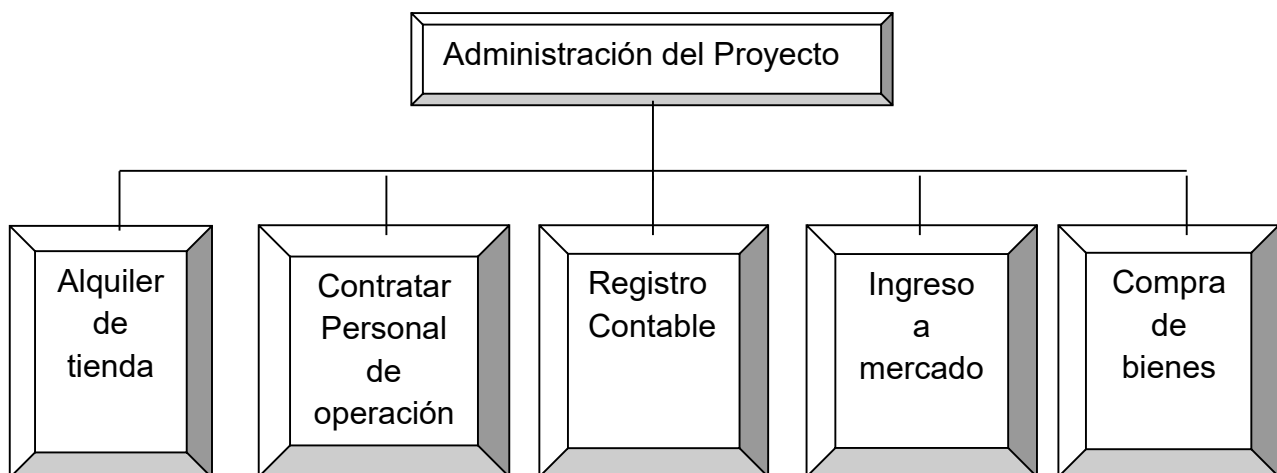 Administración del Proyecto
Alquiler
de
tienda
Contratar
Personal
de
operación
Registro
Contable
Ingreso
a
mercado
Compra
de
bienes